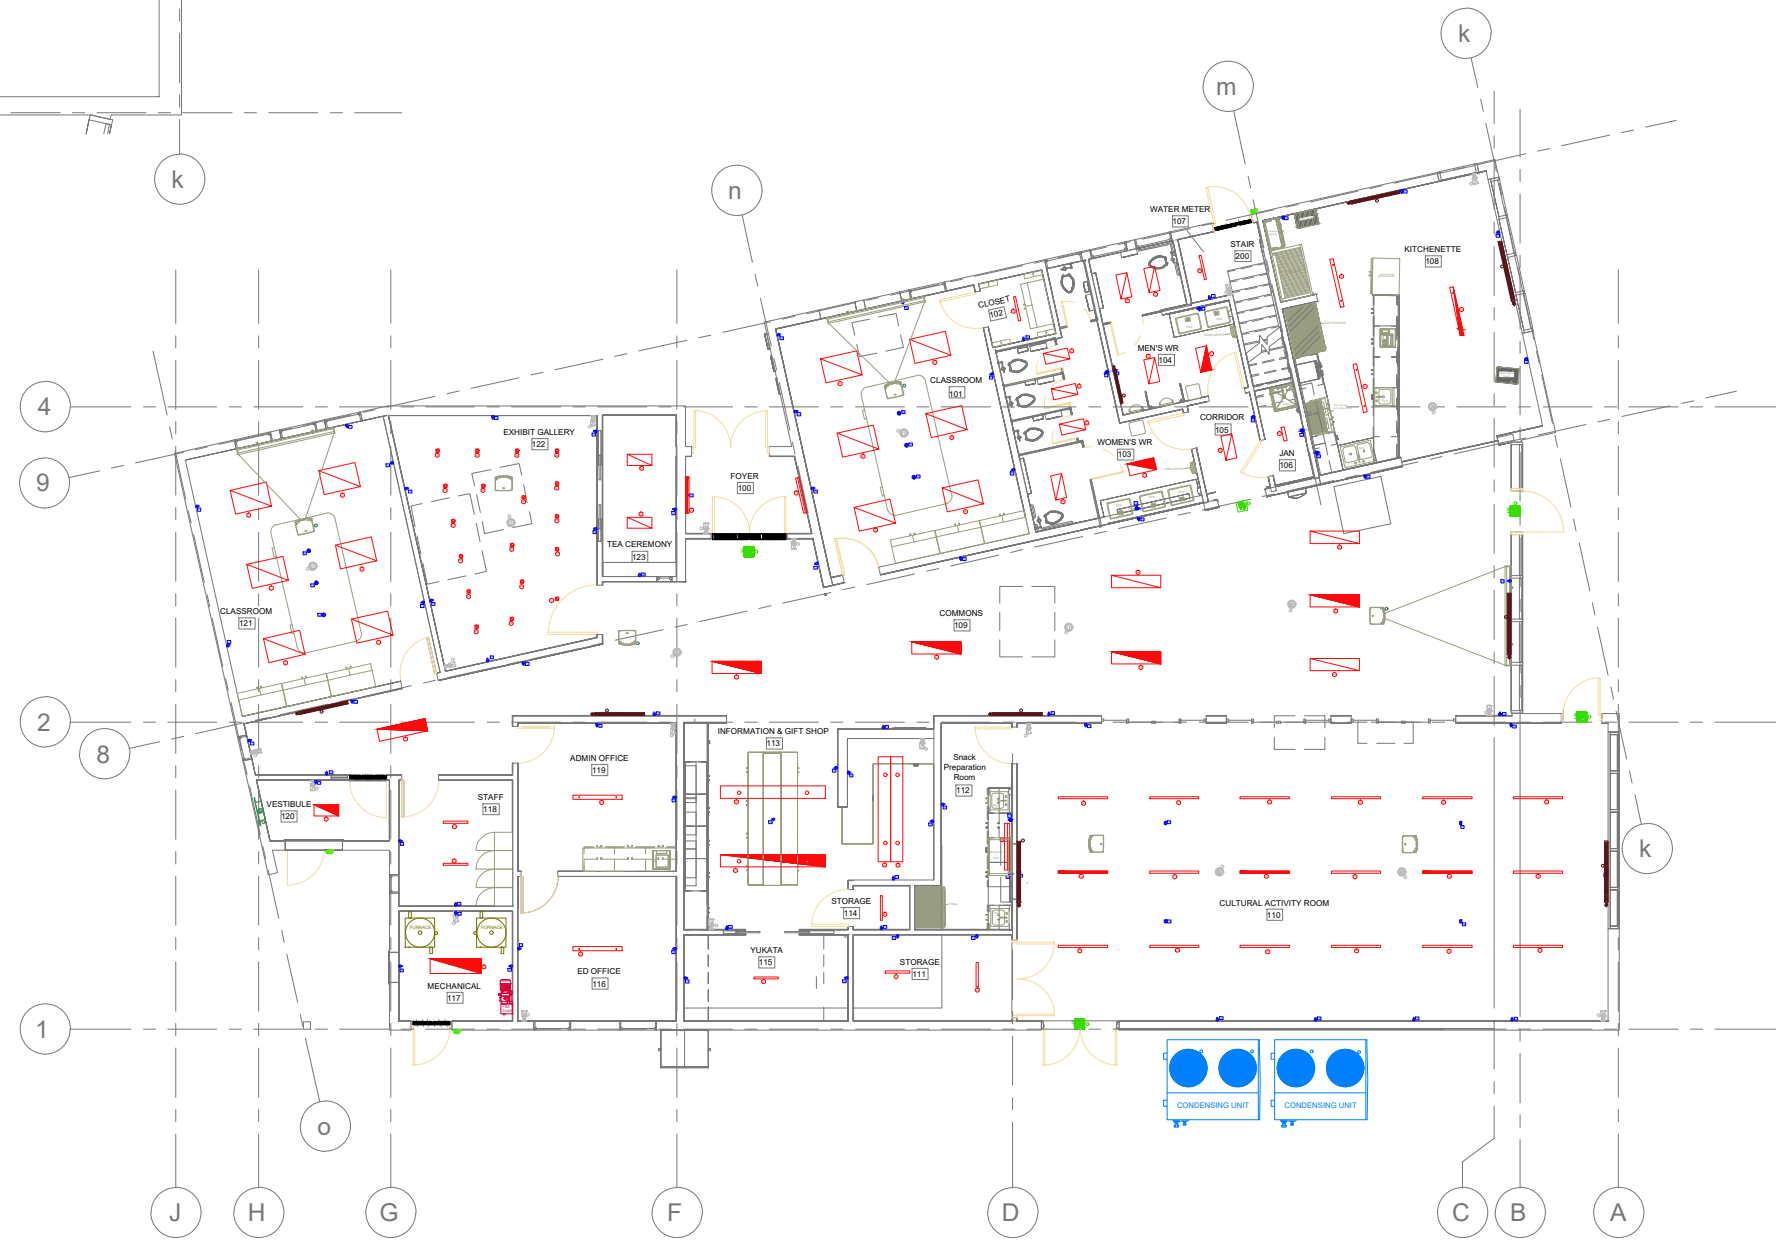 k
m
k
n
WATER METER
107
STAIR
200
KITCHENETTE
108
CLOSET
102
MEN'S WR
104
CLASSROOM
101
4
CORRIDOR
105
EXHIBIT GALLERY
122
WOMEN'S WR
103
JAN
106
9
FOYER
100
TEA CEREMONY
123
CLASSROOM
121
COMMONS
109
2
8
INFORMATION & GIFT SHOP
113
ADMIN OFFICE
119
Snack
Preparation
Room
112
STAFF
118
VESTIBULE
120
k
STORAGE
114
CULTURAL ACTIVITY ROOM
110
FURNACE
FURNACE
YUKATA
115
STORAGE
111
ED OFFICE
116
MECHANICAL
117
1
CONDENSING UNIT
CONDENSING UNIT
o
J
H
G
F
D
C
B
A